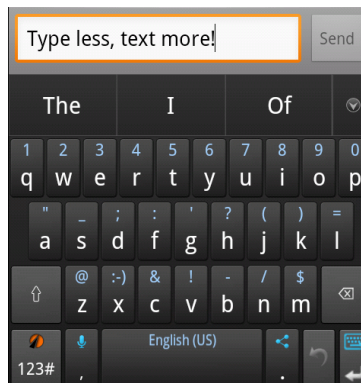 Type less, text more!
Send
The I Of
1 2 3 4 5 6 7 8 9 0
q w e r t y u i o p
" _ ; : ' ? ( ) =
a s d f g h j k l
@ :-) & ! - / $
z x c v b n m
English (US)
123# , .